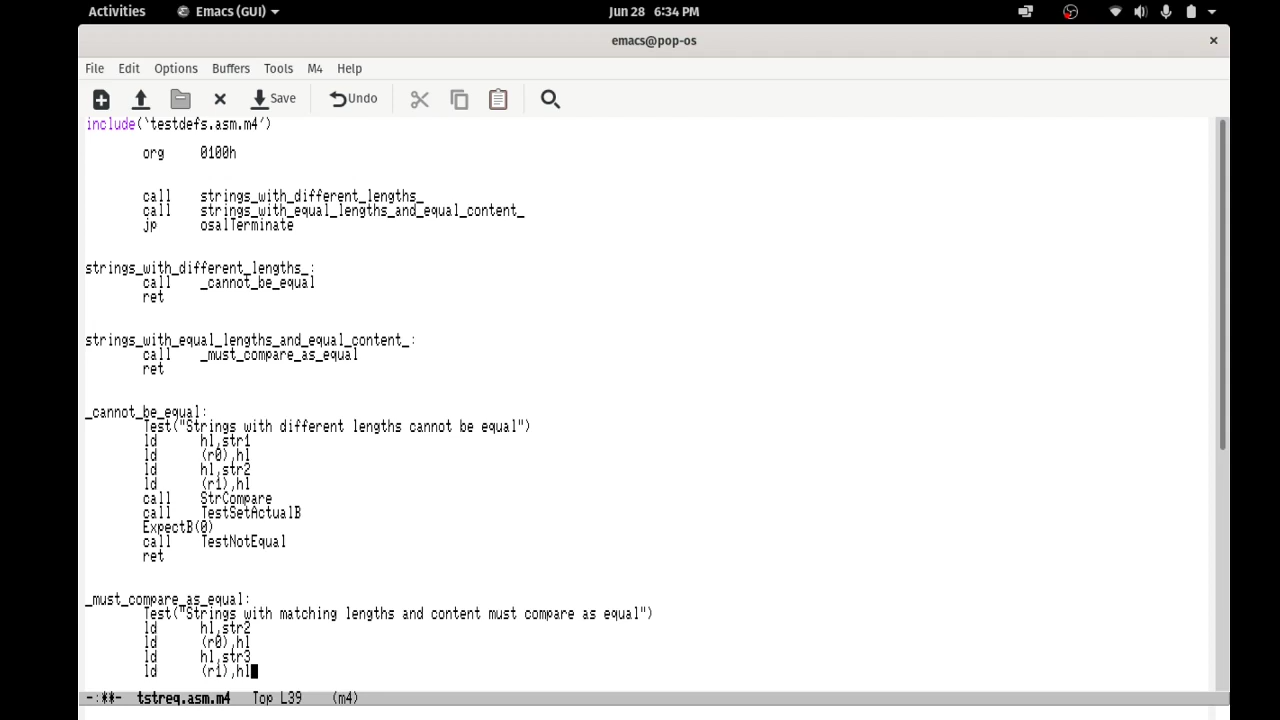 Activities Emacs (GUI) Jun 28 6:34 PM
emacs@pop-os
File Edit Options Buffers Tools M4 Help
Save Undo
include(`testdefs.asm.m4')
org 0100h
call strings_with_different_lengths_
call strings_with_equal_lengths_and_equal_content_
jp osalTerminate
strings_with_different_lengths_:
call _cannot_be_equal
ret
strings_with_equal_lengths_and_equal_content_:
call _must_compare_as_equal
ret
_cannot_be_equal:
Test("Strings with different lengths cannot be equal")
ld hl,str1
ld (r0),hl
ld hl,str2
ld (r1),hl
call StrCompare
call TestSetActualB
ExpectB(0)
call TestNotEqual
ret
_must_compare_as_equal:
Test("Strings with matching lengths and content must compare as equal")
ld hl,str2
ld (r0),hl
ld hl,str3
ld (r1),hl
-:**- tstreq.asm.m4 Top L39 (m4)